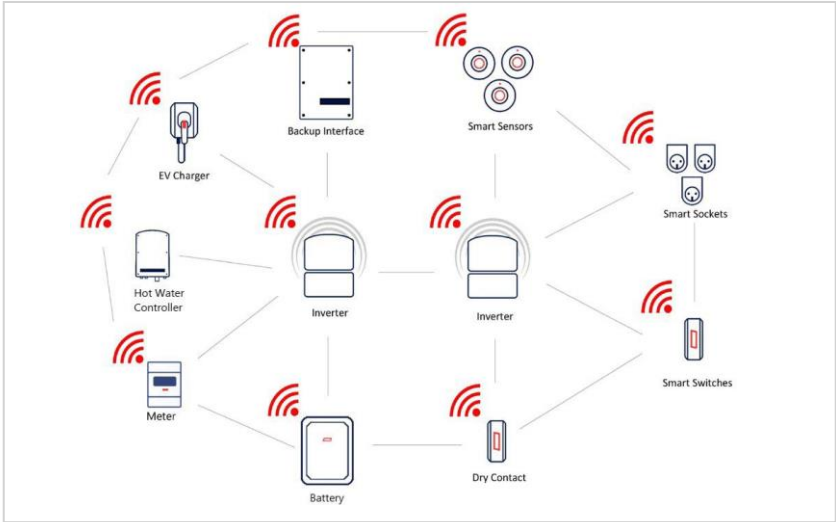 Backup Interface
Smart Sensors
EV Charger
Smart Sockets
Hot Water
Controller
Inverter
Inverter
Smart Switches
Meter
Dry Contact
Battery